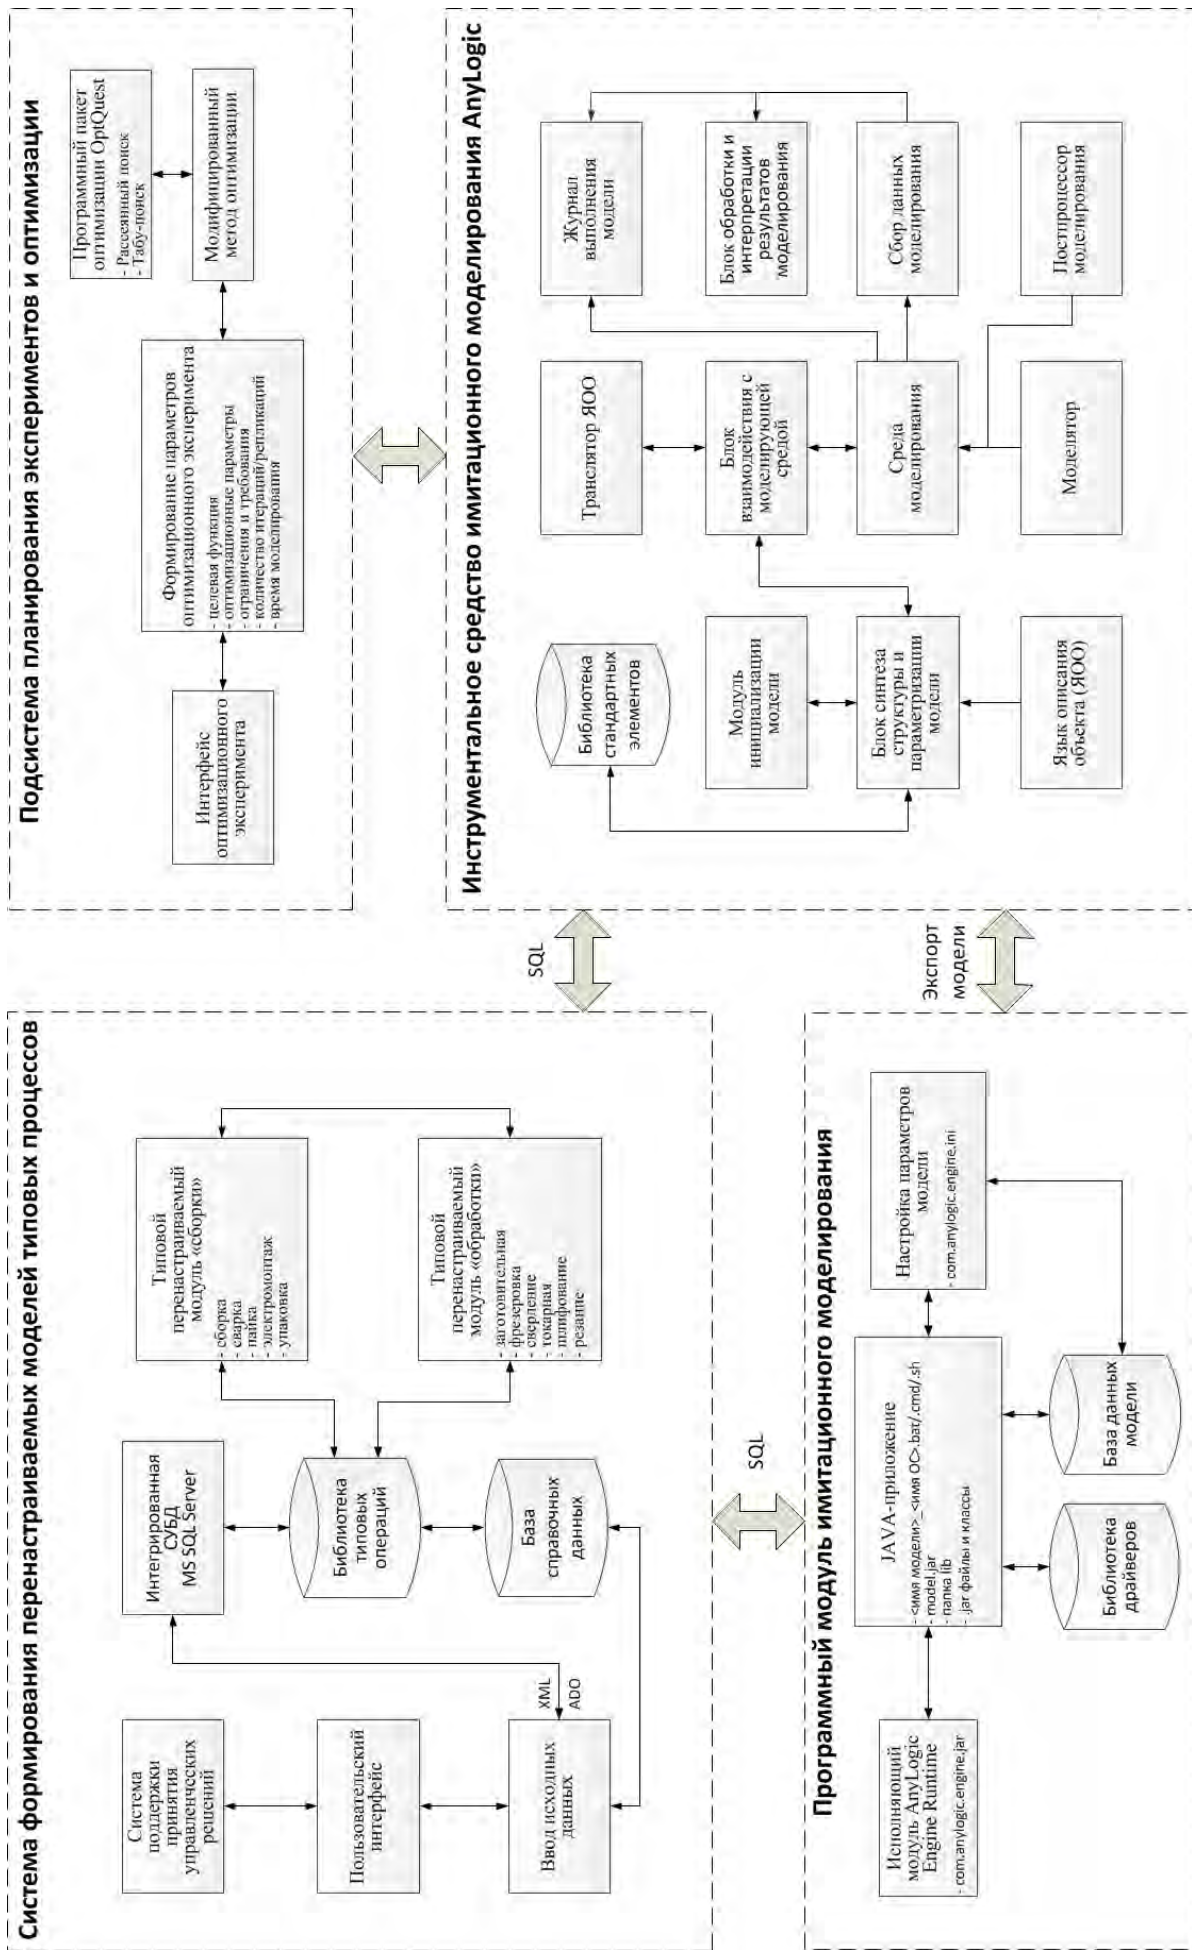 Система формирования перенастраиваемых моделей типовых процессов
Система
поддержки
принятия
управленческих
решений
Пользовательский
интерфейс
Ввод исходных
данных
XML
ADO
Интегрированная
СУБД
MS SQL Server
Библиотека
типовых
операций
База
справочных
данных
Типовой
перенастраиваемый
модуль «сборки»
- сборка
- сварка
- пайка
- электромонтаж
- упаковка
Типовой
перенастраиваемый
модуль «обработки»
- заготовительная
- фрезеровка
- сверление
- токарная
- шлифование
- резание
SQL
SQL
Подсистема планирования экспериментов и оптимизации
Интерфейс
оптимизационного
эксперимента
Формирование параметров
оптимизационного эксперимента
- целевая функция
- оптимизационные параметры
- ограничения и требования
- количество итераций/репликаций
- время моделирования
Программный пакет
оптимизации OptQuest
- Рассеянный поиск
- Табу-поиск
Модифицированный
метод оптимизации
Инструментальное средство имитационного моделирования AnyLogic
Библиотека
стандартных
элементов
Модуль
инициализации
модели
Блок синтеза
структуры и
параметризации
модели
Язык описания
объекта (ЯОО)
Транслятор ЯОО
Блок
взаимодействия с
моделирующей
средой
Среда
моделирования
Моделятор
Журнал
выполнения
модели
Блок обработки и
интерпретации
результатов
моделирования
Сбор данных
моделирования
Постпроцессор
моделирования
Экспорт
модели
Программный модуль имитационного моделирования
Исполняющий
модуль AnyLogic
Engine Runtime
- com.anylogic.engine.jar
JAVA-приложение
- <имя модели>_<имя ОС>.bat/.cmd/.sh
- model.jar
- папка lib
- .jar файлы и классы
Настройка параметров
модели
- com.anylogic.engine.ini
Библиотека
драйверов
База данных
модели